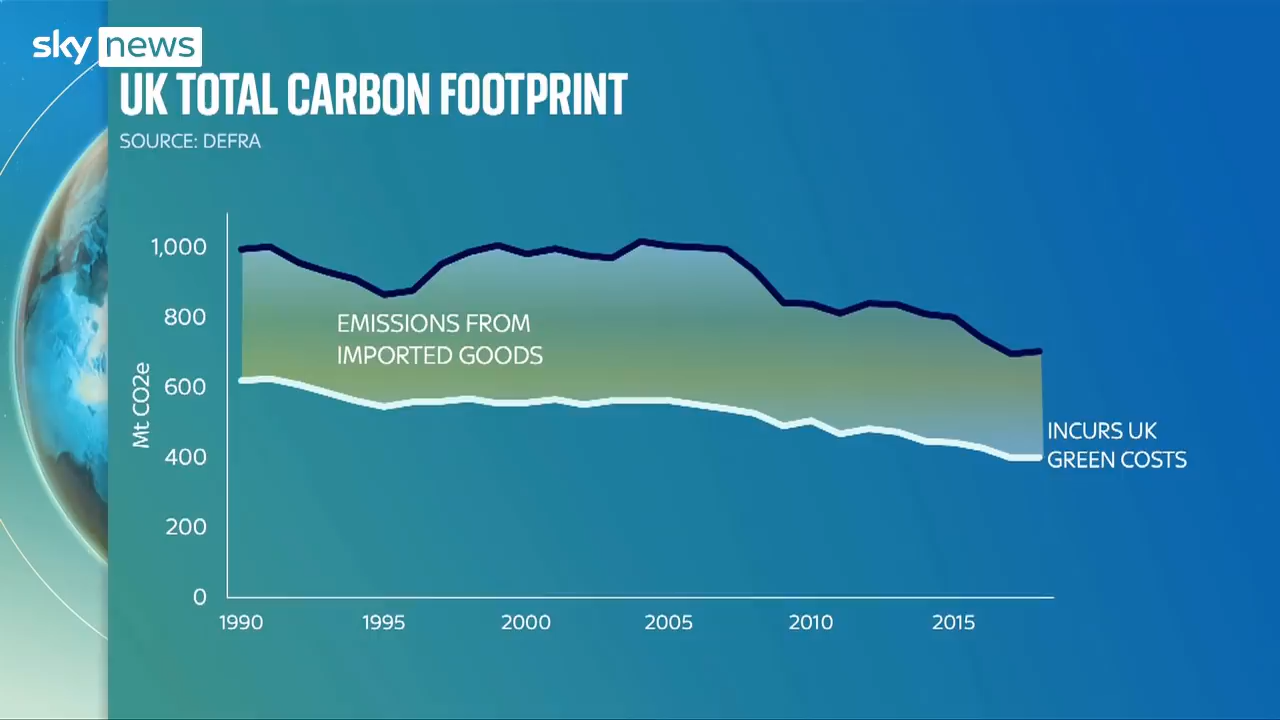 sky news
UK TOTAL CARBON FOOTPRINT
SOURCE: DEFRA
1,000
800
600
400
200
0
Mt CO2e
EMISSIONS FROM
IMPORTED GOODS
INCURS UK
GREEN COSTS
1990 1995 2000 2005 2010 2015